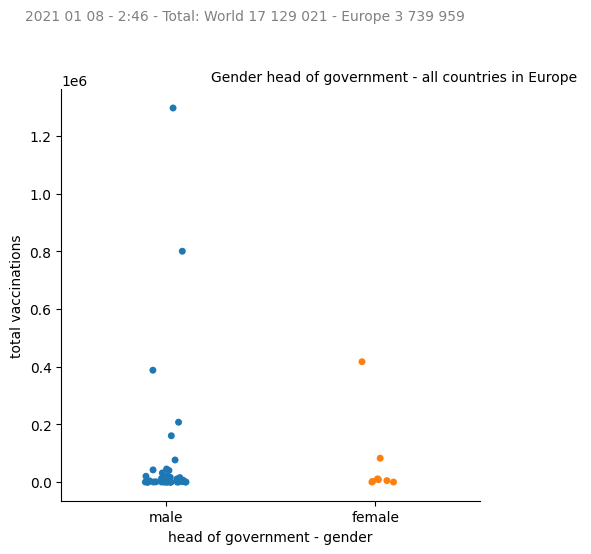 2021 01 08 - 2:46 - Total: World 17 129 021 - Europe 3 739 959
Gender head of government - all countries in Europe
1e6
1.2
1.0
0.8
0.6
0.4
0.2
0.0
total vaccinations
male female
head of government - gender